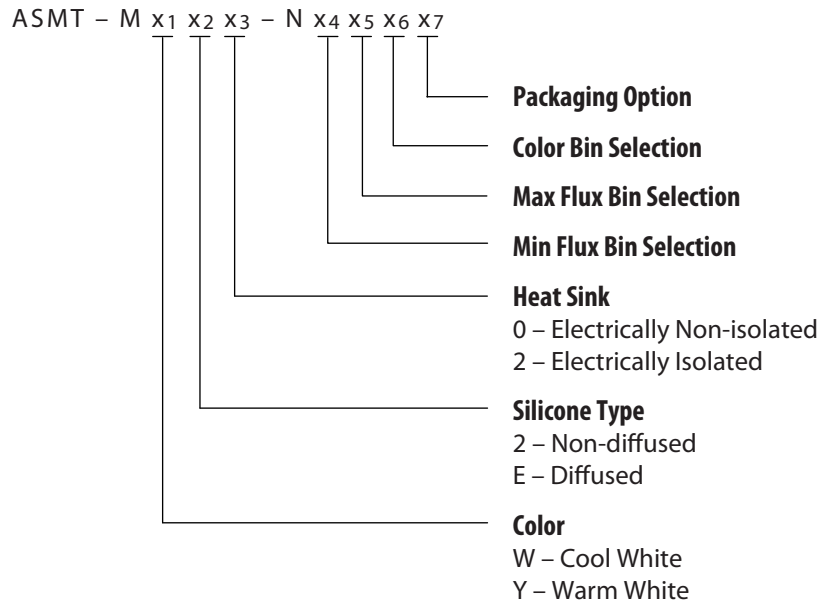 ASMT – M x1 x2 x3 – N x4 x5 x6 x7
Packaging Option
Color Bin Selection
Max Flux Bin Selection
Min Flux Bin Selection
Heat Sink
0 – Electrically Non-isolated
2 – Electrically Isolated
Silicone Type
2 – Non-diffused
E – Diffused
Color
W – Cool White
Y – Warm White